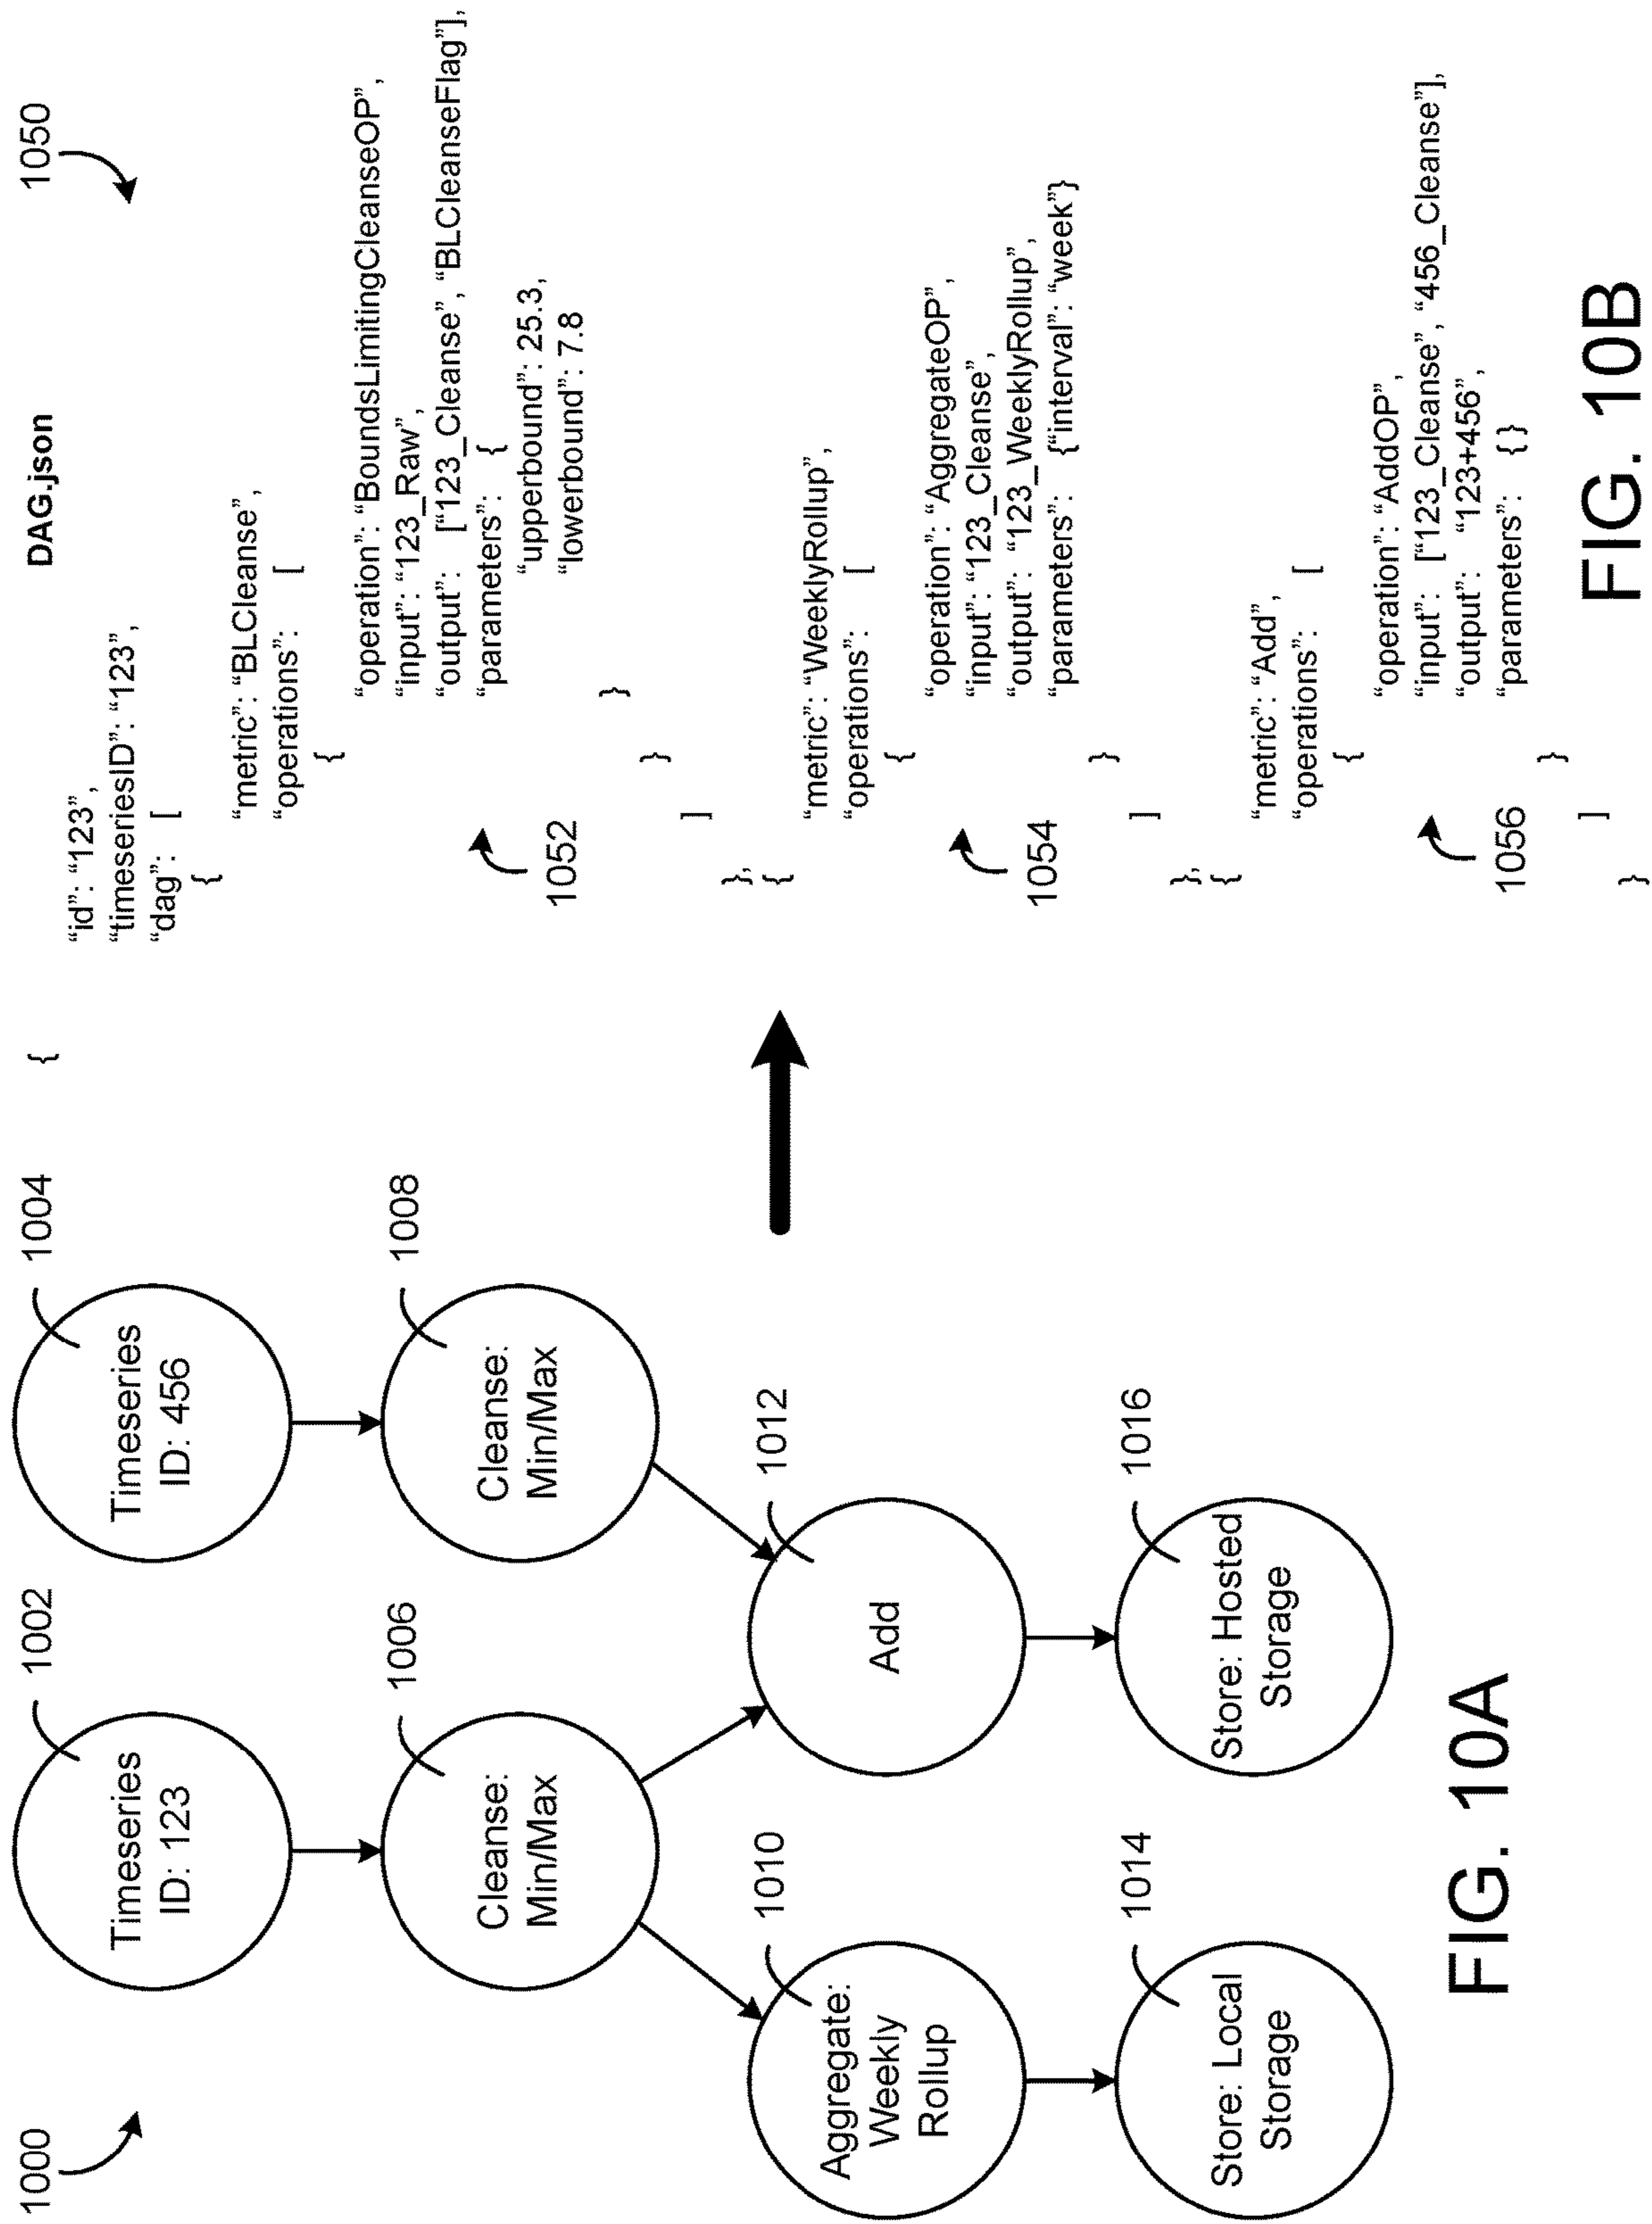 1000
1002
1004
Timeseries
ID: 123
Timeseries
ID: 456
1006
1008
Cleanse:
Min/Max
Cleanse:
Min/Max
1010
1012
Aggregate:
Weekly
Rollup
Add
1014
1016
Store: Local
Storage
Store: Hosted
Storage
FIG. 10A
DAG.json
1050
{
“id”: “123”,
“timeseriesID”: “123”,
“dag”: [
{
“metric”: “BLCleanse”,
“operations”: [
{
“operation”: “BoundsLimitingCleanseOP”,
“input”: “123_Raw”,
“output”: [“123_Cleanse”, “BLCleanseFlag”],
“parameters”: {
“upperbound”: 25.3,
“lowerbound”: 7.8
}
}
]
1052
},
{
“metric”: “WeeklyRollup”,
“operations”: [
{
“operation”: “AggregateOP”,
“input”: “123_Cleanse”,
“output”: “123_WeeklyRollup”,
“parameters”: {“interval”: “week”}
}
]
1054
},
{
“metric”: “Add”,
“operations”: [
{
“operation”: “AddOP”,
“input”: [“123_Cleanse”, “456_Cleanse”],
“output”: “123+456”,
“parameters”: {}
}
]
1056
}
FIG. 10B